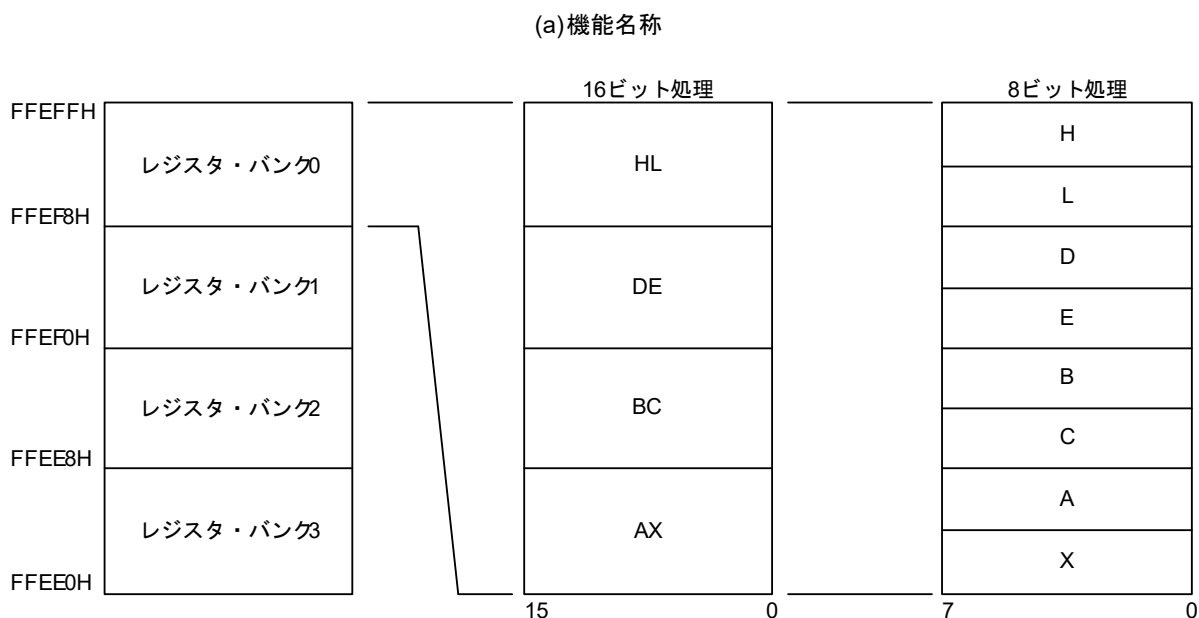 (a)機能名称
16ビット処理
8ビット処理
FFEFFH
レジスタ・バンク0
HL
H
L
FFEF8H
レジスタ・バンク1
DE
D
E
FFEF0H
レジスタ・バンク2
BC
B
C
FFEE8H
レジスタ・バンク3
AX
A
X
FFEE0H
15
0
7
0